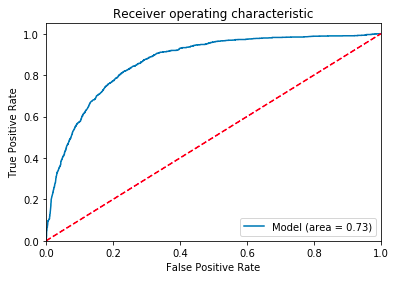 Receiver operating characteristic
1.0
0.8
0.6
0.4
0.2
0.0
True Positive Rate
Model (area = 0.73)
0.0 0.2 0.4 0.6 0.8 1.0
False Positive Rate